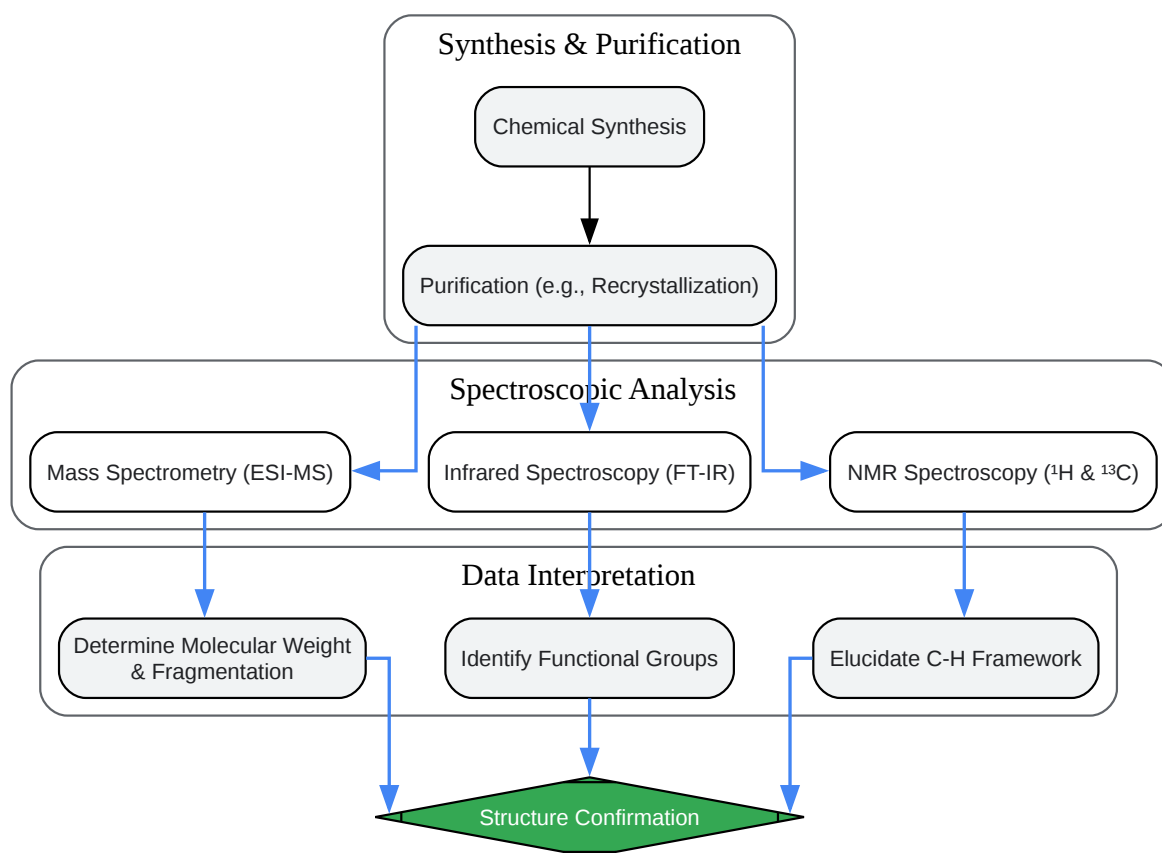 Synthesis & Purification
Chemical Synthesis
Purification (e.g., Recrystallization)
Spectroscopic Analysis
Mass Spectrometry (ESI-MS)
Infrared Spectroscopy (FT-IR)
NMR Spectroscopy (¹H & ¹³C)
Data Interpretation
Determine Molecular Weight
& Fragmentation
Identify Functional Groups
Elucidate C-H Framework
Structure Confirmation